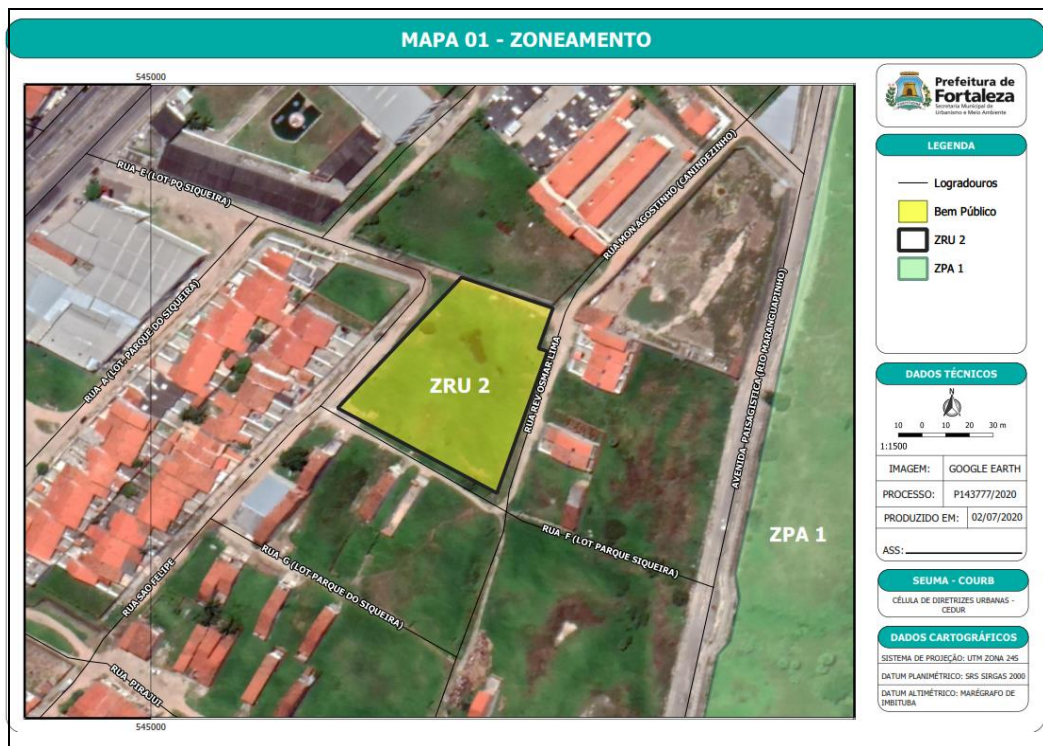 MAPA 01 - ZONEAMENTO
545000
RUA- E (LOT PQ SIQUEIRA)
RUA- A (LOT. PARQUE DO SIQUEIRA)
RUA MON AGOSTINHO (CANINDEZINHO)
ZRU 2
RUA REV OSMAR LIMA
AVENIDA- PAISAGÍSTICA (RIO MARANGUAPINHO)
ZPA 1
RUA- F (LOT PARQUE SIQUEIRA)
RUA- G (LOT PARQUE DO SIQUEIRA)
RUA SAO FELIPE
RUA- PIRAJUI
545000
Prefeitura de
Fortaleza
Secretaria Municipal de
Urbanismo e Meio Ambiente
LEGENDA
Logradouros
Bem Público
ZRU 2
ZPA 1
DADOS TÉCNICOS
N
10 0 10 20 30 m
1:1500
IMAGEM: GOOGLE EARTH
PROCESSO: P143777/2020
PRODUZIDO EM: 02/07/2020
ASS:
SEUMA - COURB
CÉLULA DE DIRETRIZES URBANAS -
CEDUR
DADOS CARTOGRÁFICOS
SISTEMA DE PROJEÇÃO: UTM ZONA 24S
DATUM PLANIMÉTRICO: SRS SIRGAS 2000
DATUM ALTIMÉTRICO: MARÉGRAFO DE
IMBITUBA